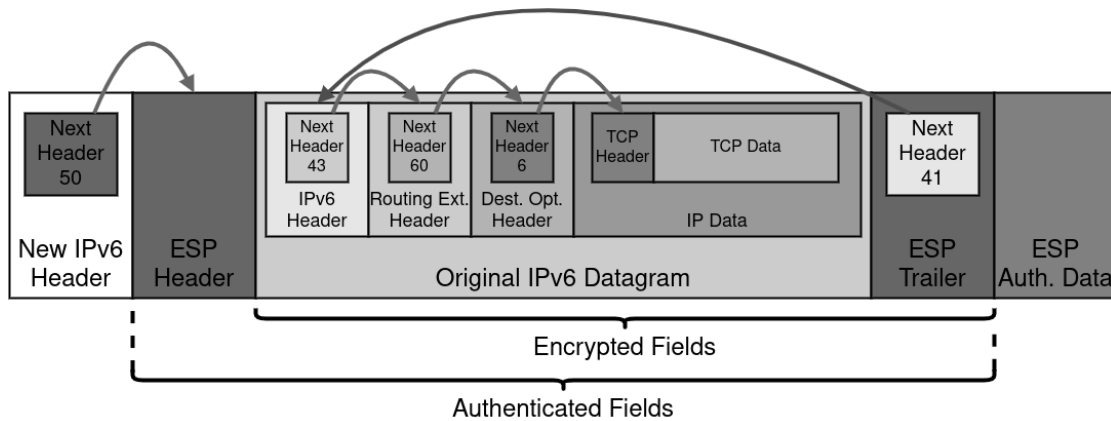 Next
Header
50
New IPv6
Header
ESP
Header
Next
Header
43
IPv6
Header
Next
Header
60
Routing Ext.
Header
Next
Header
6
Dest. Opt.
Header
TCP
Header
TCP Data
IP Data
Original IPv6 Datagram
Next
Header
41
ESP
Trailer
ESP
Auth. Data
Encrypted Fields
Authenticated Fields